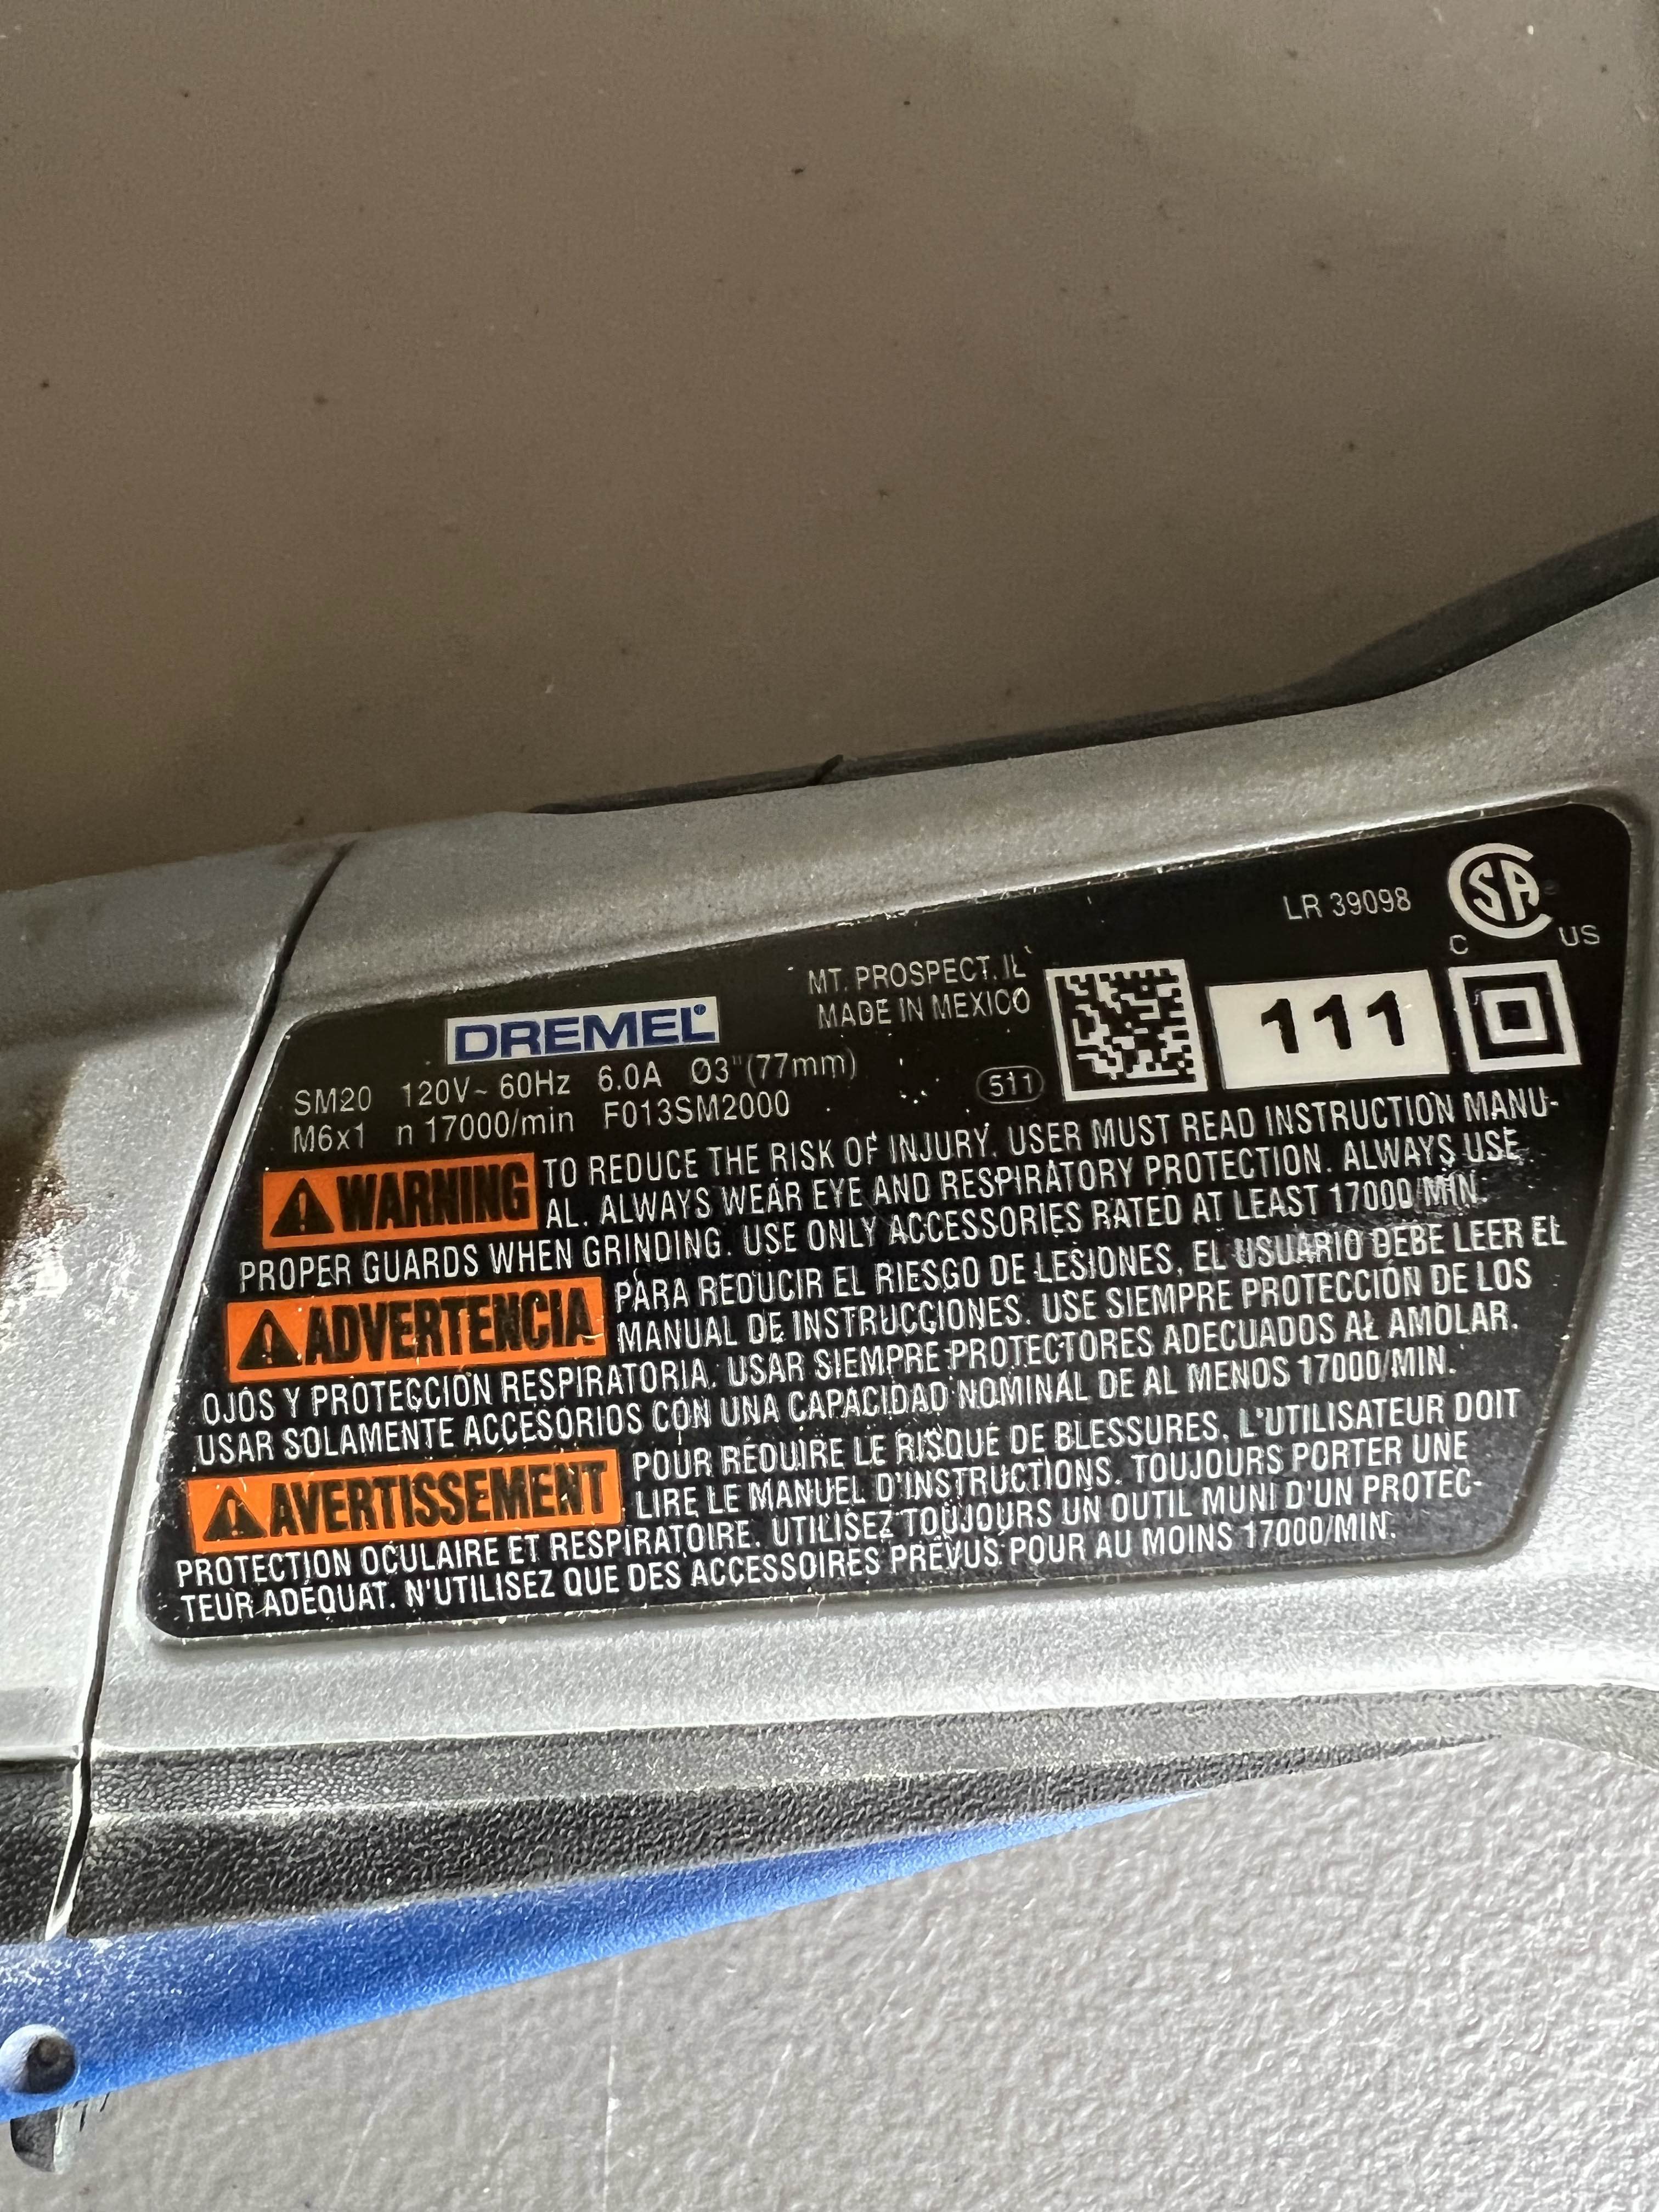 LR 39098
CSA
C US
MT. PROSPECT, IL
MADE IN MEXICO
DREMEL
111
SM20 120V~ 60Hz 6.0A Ø3"(77mm)
M6x1 n 17000/min F013SM2000
511
WARNING TO REDUCE THE RISK OF INJURY, USER MUST READ INSTRUCTION MANU-
AL. ALWAYS WEAR EYE AND RESPIRATORY PROTECTION. ALWAYS USE
PROPER GUARDS WHEN GRINDING. USE ONLY ACCESSORIES RATED AT LEAST 17000/MIN.
ADVERTENCIA PARA REDUCIR EL RIESGO DE LESIONES, EL USUARIO DEBE LEER EL
MANUAL DE INSTRUCCIONES. USE SIEMPRE PROTECCIÓN DE LOS
OJOS Y PROTECCIÓN RESPIRATORIA. USAR SIEMPRE PROTECTORES ADECUADOS AL AMOLAR.
USAR SOLAMENTE ACCESORIOS CON UNA CAPACIDAD NOMINAL DE AL MENOS 17000/MIN.
AVERTISSEMENT POUR RÉDUIRE LE RISQUE DE BLESSURES, L'UTILISATEUR DOIT
LIRE LE MANUEL D'INSTRUCTIONS. TOUJOURS PORTER UNE
PROTECTION OCULAIRE ET RESPIRATOIRE. UTILISEZ TOUJOURS UN OUTIL MUNI D'UN PROTEC-
TEUR ADÉQUAT. N'UTILISEZ QUE DES ACCESSOIRES PRÉVUS POUR AU MOINS 17000/MIN.